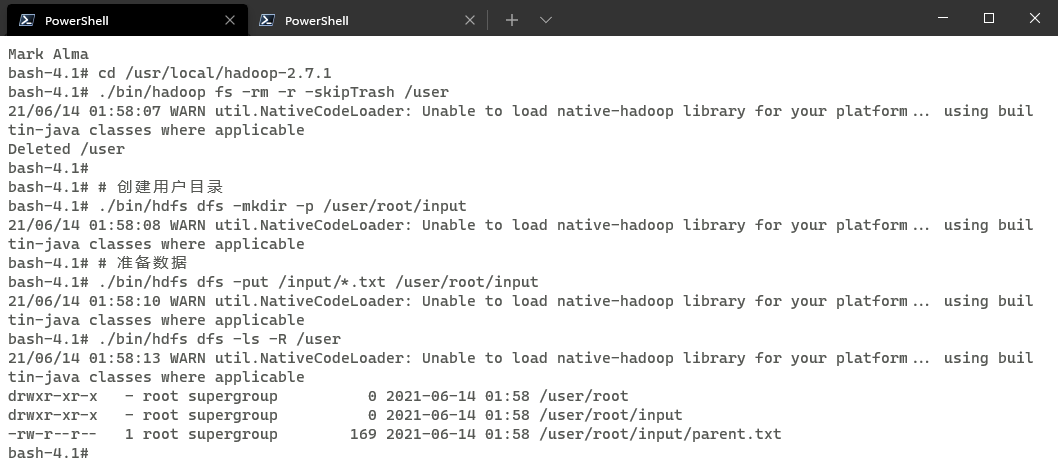 PowerShell
PowerShell
Mark Alma
bash-4.1# cd /usr/local/hadoop-2.7.1
bash-4.1# ./bin/hadoop fs -rm -r -skipTrash /user
21/06/14 01:58:07 WARN util.NativeCodeLoader: Unable to load native-hadoop library for your platform... using buil
tin-java classes where applicable
Deleted /user
bash-4.1#
bash-4.1# # 创建用户目录
bash-4.1# ./bin/hdfs dfs -mkdir -p /user/root/input
21/06/14 01:58:08 WARN util.NativeCodeLoader: Unable to load native-hadoop library for your platform... using buil
tin-java classes where applicable
bash-4.1# # 准备数据
bash-4.1# ./bin/hdfs dfs -put /input/*.txt /user/root/input
21/06/14 01:58:10 WARN util.NativeCodeLoader: Unable to load native-hadoop library for your platform... using buil
tin-java classes where applicable
bash-4.1# ./bin/hdfs dfs -ls -R /user
21/06/14 01:58:13 WARN util.NativeCodeLoader: Unable to load native-hadoop library for your platform... using buil
tin-java classes where applicable
drwxr-xr-x   - root supergroup          0 2021-06-14 01:58 /user/root
drwxr-xr-x   - root supergroup          0 2021-06-14 01:58 /user/root/input
-rw-r--r--   1 root supergroup        169 2021-06-14 01:58 /user/root/input/parent.txt
bash-4.1#